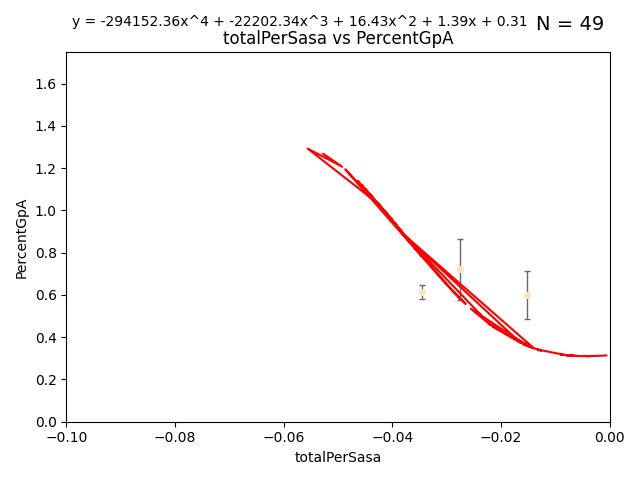 y = -294152.36x^4 + -22202.34x^3 + 16.43x^2 + 1.39x + 0.31 N = 49
totalPerSasa vs PercentGpA
PercentGpA
1.6
1.4
1.2
1.0
0.8
0.6
0.4
0.2
0.0
−0.10 −0.08 −0.06 −0.04 −0.02 0.00
totalPerSasa